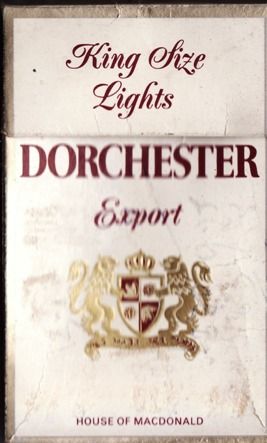 King Size
Lights
DORCHESTER
Export
HOUSE OF MACDONALD